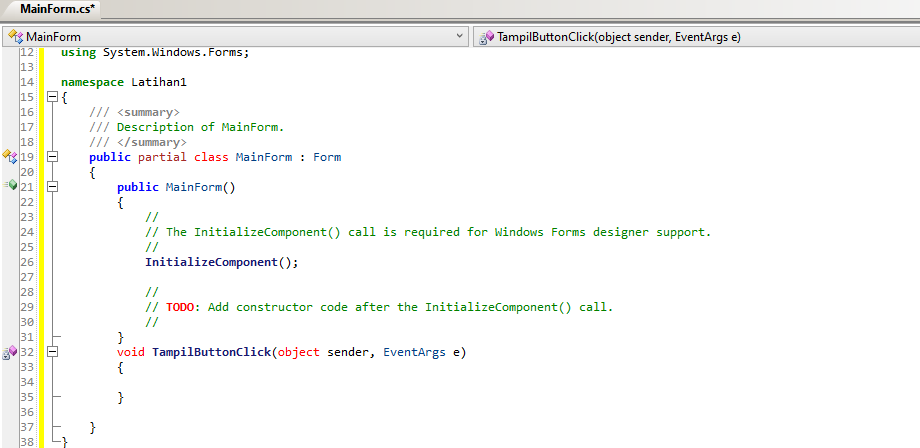 MainForm.cs*
MainForm
TampilButtonClick(object sender, EventArgs e)
12 using System.Windows.Forms;
13
14 namespace Latihan1
15 {
16 /// <summary>
17 /// Description of MainForm.
18 /// </summary>
19 public partial class MainForm : Form
20 {
21 public MainForm()
22 {
23 //
24 // The InitializeComponent() call is required for Windows Forms designer support.
25 //
26 InitializeComponent();
27
28 //
29 // TODO: Add constructor code after the InitializeComponent() call.
30 //
31 }
32 void TampilButtonClick(object sender, EventArgs e)
33 {
34
35 }
36
37 }
38 }